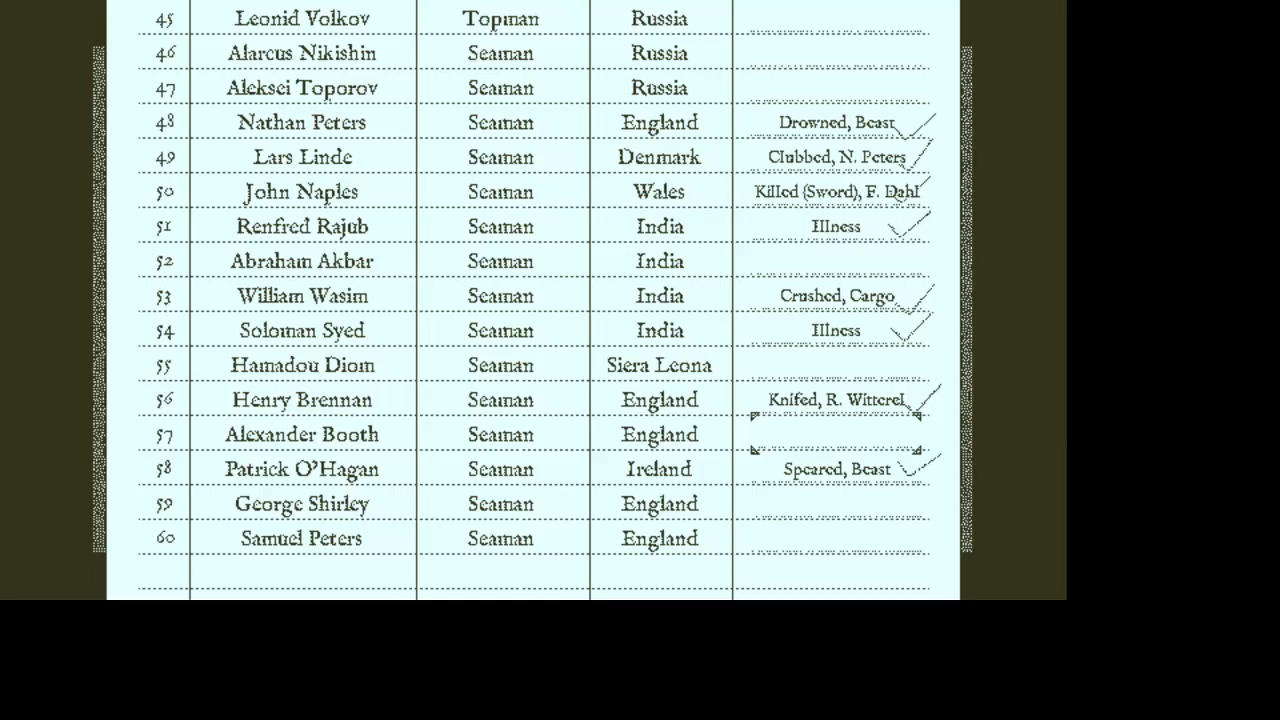 45 Leonid Volkov Topman Russia
46 Alarcus Nikishin Seaman Russia
47 Aleksei Toporov Seaman Russia
48 Nathan Peters Seaman England Drowned, Beast
49 Lars Linde Seaman Denmark Clubbed, N. Peters
50 John Naples Seaman Wales Killed (Sword), F. Dahl
51 Renfred Rajub Seaman India Illness
52 Abraham Akbar Seaman India
53 William Wasim Seaman India Crushed, Cargo
54 Soloman Syed Seaman India Illness
55 Hamadou Diom Seaman Siera Leona
56 Henry Brennan Seaman England Knifed, R. Witterel
57 Alexander Booth Seaman England
58 Patrick O'Hagan Seaman Ireland Speared, Beast
59 George Shirley Seaman England
60 Samuel Peters Seaman England